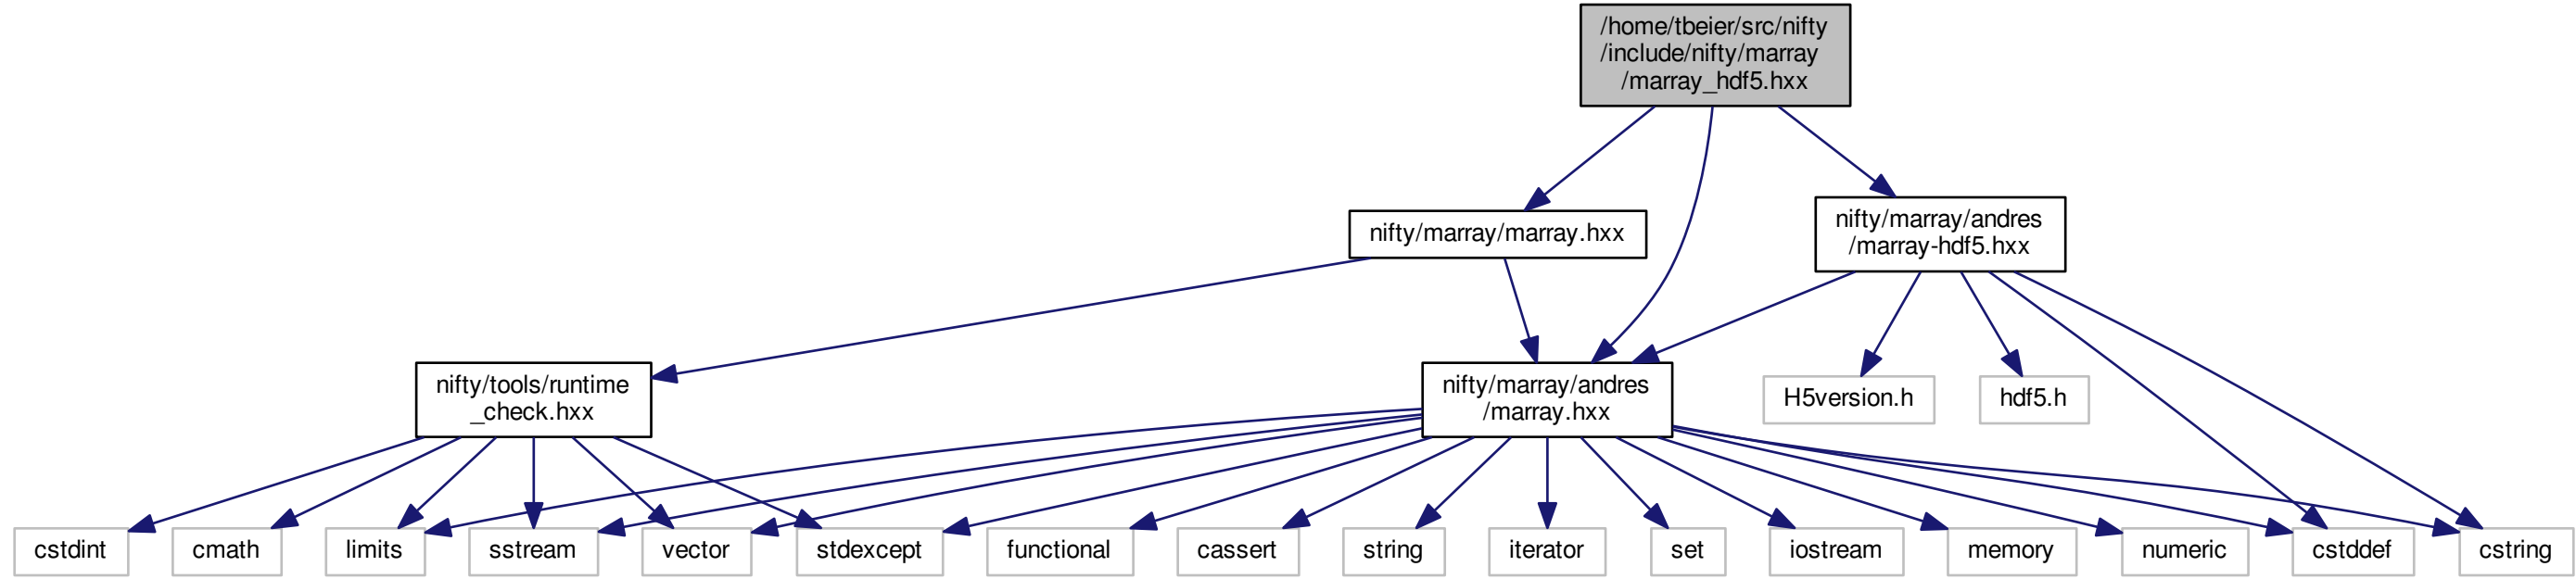 /home/tbeier/src/nifty
/include/nifty/marray
/marray_hdf5.hxx
nifty/marray/marray.hxx
nifty/marray/andres
/marray-hdf5.hxx
nifty/tools/runtime
_check.hxx
nifty/marray/andres
/marray.hxx
H5version.h
hdf5.h
cstdint
cmath
limits
sstream
vector
stdexcept
functional
cassert
string
iterator
set
iostream
memory
numeric
cstddef
cstring